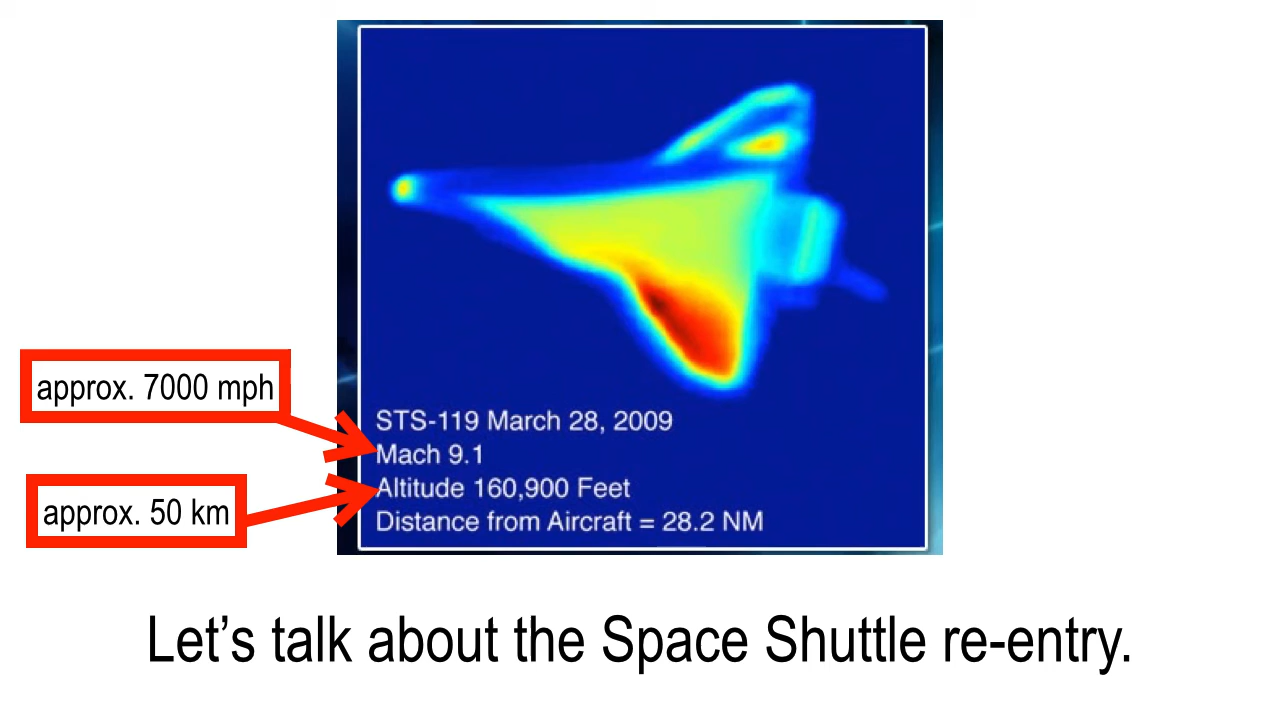 approx. 7000 mph
approx. 50 km
STS-119 March 28, 2009
Mach 9.1
Altitude 160,900 Feet
Distance from Aircraft = 28.2 NM
Let’s talk about the Space Shuttle re-entry.